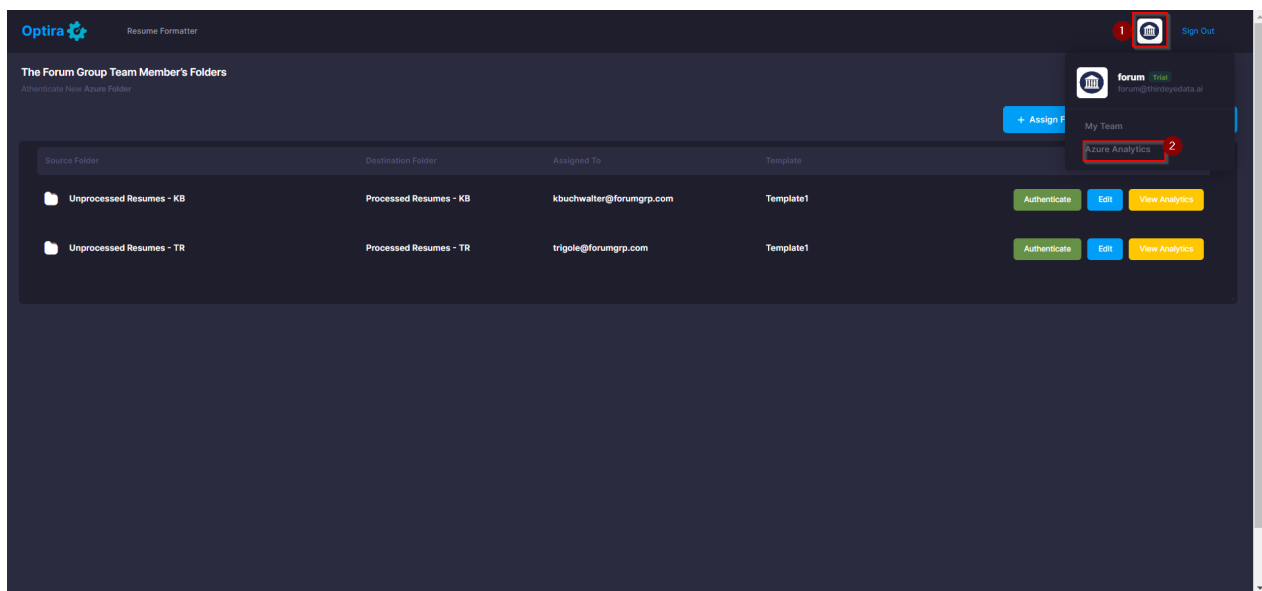 Optira Resume Formatter 1 Sign Out
The Forum Group Team Member's Folders
Athenticate New Azure Folder
forum Trial
forum@thirdeyedata.ai
+ Assign F
My Team
Azure Analytics 2
Source Folder Destination Folder Assigned To Template
Unprocessed Resumes - KB Processed Resumes - KB kbuchwalter@forumgrp.com Template1 Authenticate Edit View Analytics
Unprocessed Resumes - TR Processed Resumes - TR trigole@forumgrp.com Template1 Authenticate Edit View Analytics